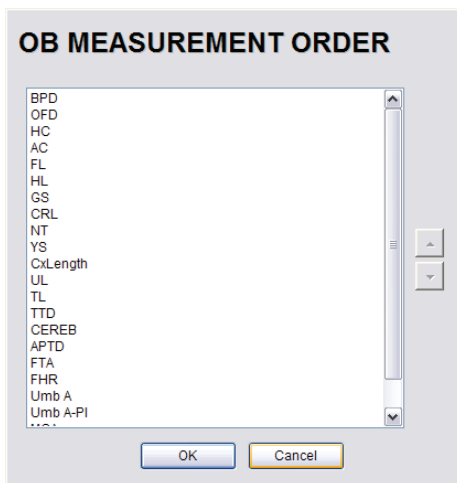 OB MEASUREMENT ORDER
BPD
OFD
HC
AC
FL
HL
GS
CRL
NT
YS
CxLength
UL
TL
TTD
CEREB
APTD
FTA
FHR
Umb A
Umb A-PI
OK
Cancel